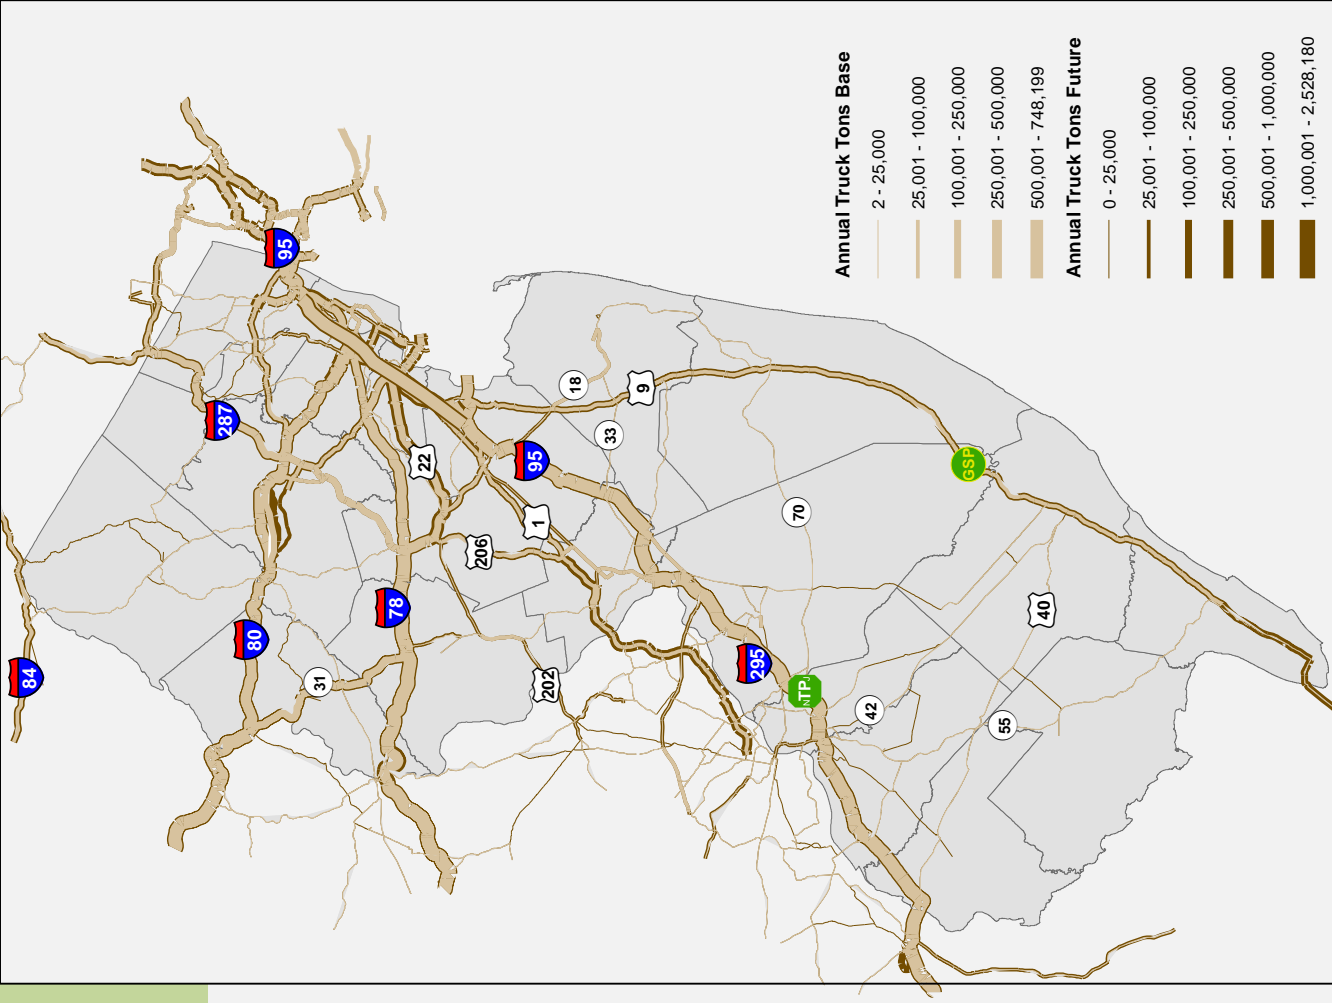 Annual Truck Tons Base
2 - 25,000
25,001 - 100,000
100,001 - 250,000
250,001 - 500,000
500,001 - 748,199
Annual Truck Tons Future
0 - 25,000
25,001 - 100,000
100,001 - 250,000
250,001 - 500,000
500,001 - 1,000,000
1,000,001 - 2,528,180
84
80
31
78
287
95
22
206
202
1
95
18
33
9
70
295
NTPJ
42
55
40
GSP